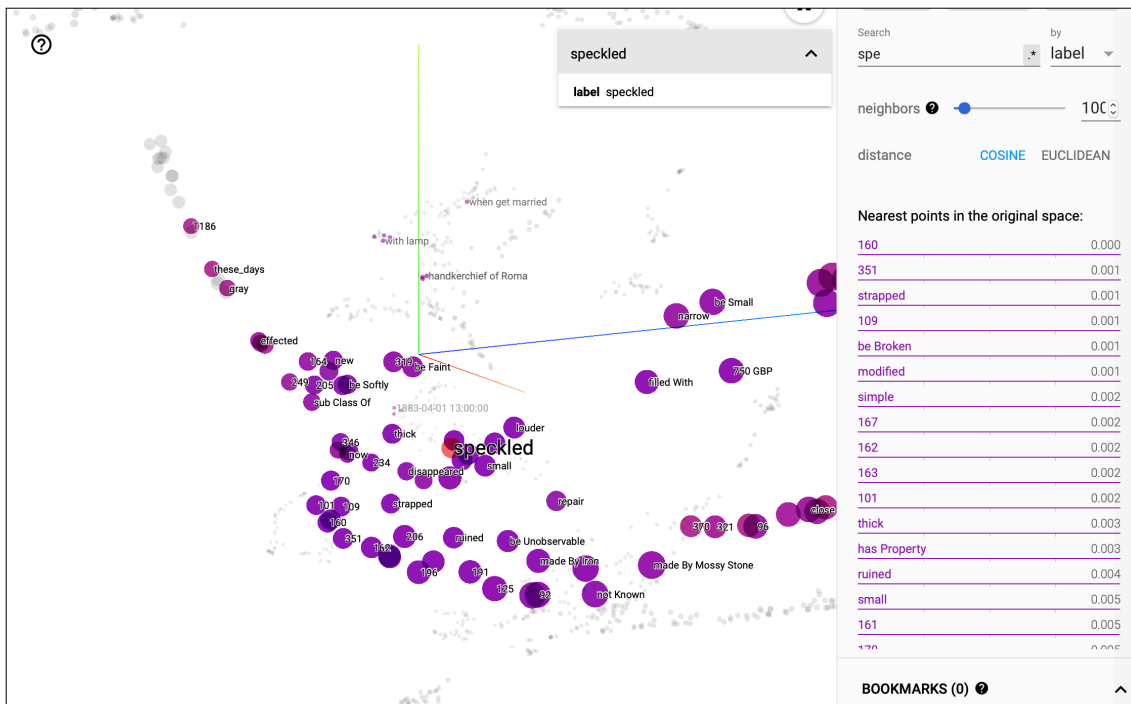 speckled
label speckled
when get married
with lamp
handkerchief of Roma
1186
these_days
gray
effected
be Small
narrow
750 GBP
filled With
164
new
319
be Faint
249
205
be Softly
sub Class Of
1883-04-01 13:00:00
thick
louder
speckled
small
346
now
234
disappeared
170
strapped
repair
101
109
160
370
321
96
close
351
162
206
ruined
be Unobservable
made By Iron
made By Mossy Stone
196
191
125
92
not Known
Search
by
spe
.*
label
neighbors
100
distance
COSINE
EUCLIDEAN
Nearest points in the original space:
160 0.000
351 0.001
strapped 0.001
109 0.001
be Broken 0.001
modified 0.001
simple 0.002
167 0.002
162 0.002
163 0.002
101 0.002
thick 0.003
has Property 0.003
ruined 0.004
small 0.005
161 0.005
BOOKMARKS (0)